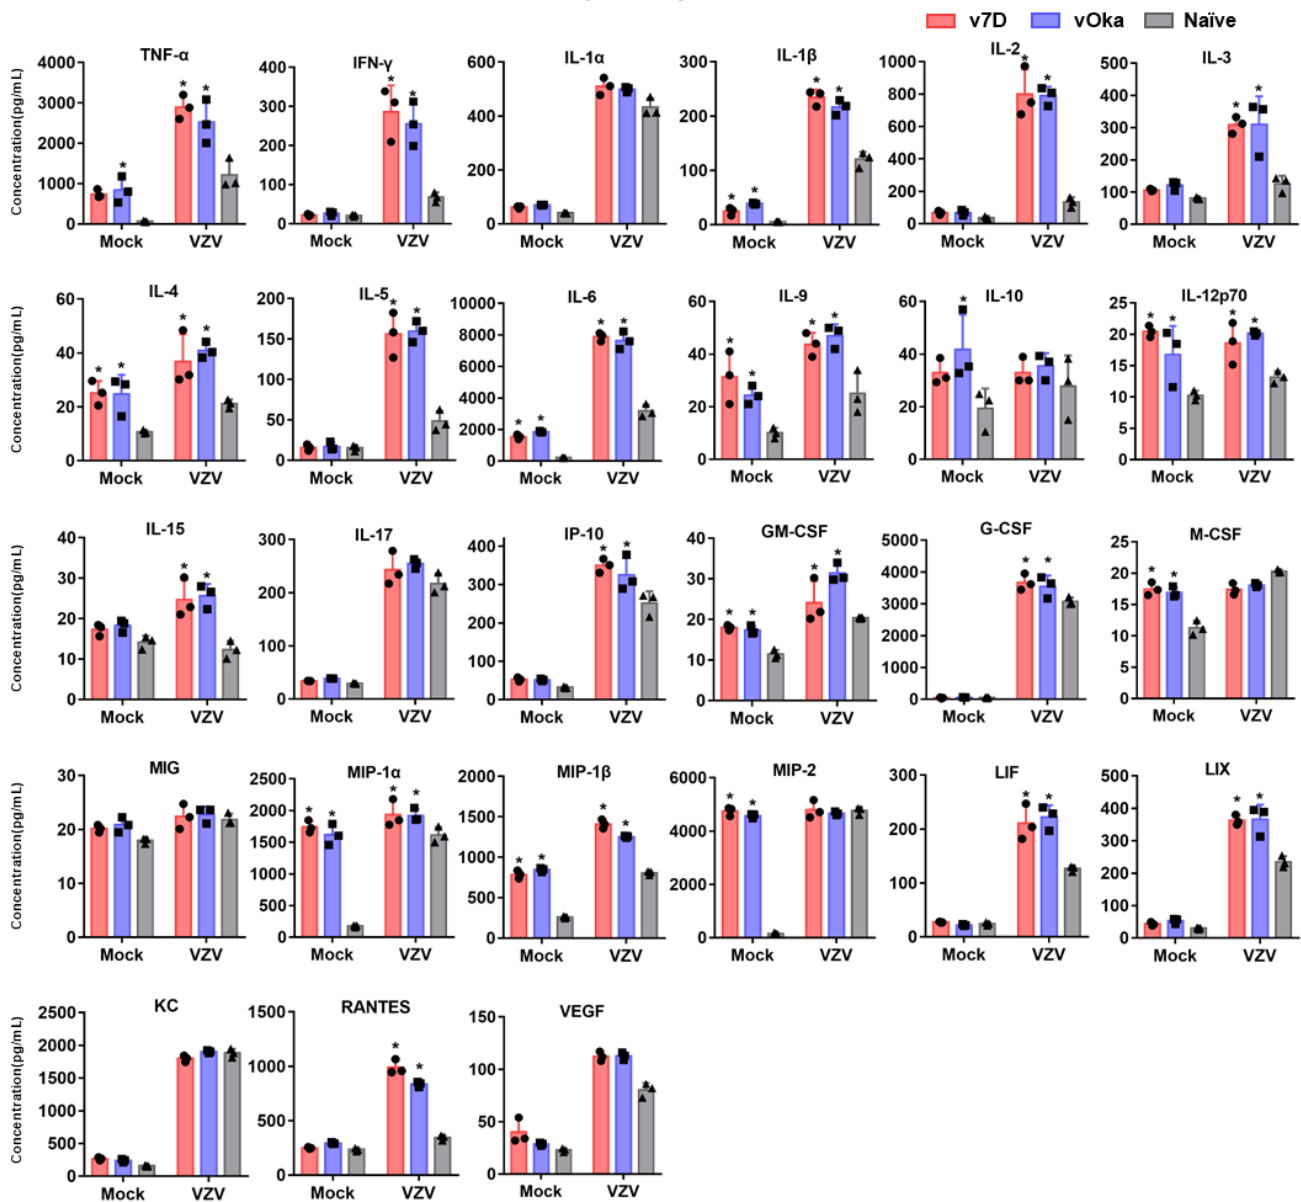 v7D vOka Naïve
TNF-α IFN-γ IL-1α IL-1β IL-2 IL-3
Concentration(pg/mL)
4000 3000 2000 1000 0
400 300 200 100 0
600 400 200 0
300 200 100 0
1000 800 600 400 200 0
500 400 300 200 100 0
* * *
* *
* * * *
* *
* *
Mock VZV Mock VZV Mock VZV Mock VZV Mock VZV Mock VZV
IL-4 IL-5 IL-6 IL-9 IL-10 IL-12p70
Concentration(pg/mL)
60 40 20 0
200 150 100 50 0
10000 8000 6000 4000 2000 0
60 40 20 0
60 40 20 0
25 20 15 10 5 0
* * * *
* *
* * * *
* * * *
*
* * * *
Mock VZV Mock VZV Mock VZV Mock VZV Mock VZV Mock VZV
IL-15 IL-17 IP-10 GM-CSF G-CSF M-CSF
Concentration(pg/mL)
40 30 20 10 0
300 200 100 0
400 300 200 100 0
40 30 20 10 0
5000 4000 3000 2000 1000 0
25 20 15 10 5 0
* *
* *
* * * *
* *
* *
Mock VZV Mock VZV Mock VZV Mock VZV Mock VZV Mock VZV
MIG MIP-1α MIP-1β MIP-2 LIF LIX
Concentration(pg/mL)
30 20 10 0
2500 2000 1500 1000 500 0
2000 1500 1000 500 0
6000 4000 2000 0
300 200 100 0
500 400 300 200 100 0
* * * *
* * * *
* *
* *
* *
Mock VZV Mock VZV Mock VZV Mock VZV Mock VZV Mock VZV
KC RANTES VEGF
Concentration(pg/mL)
2500 2000 1500 1000 500 0
1500 1000 500 0
150 100 50 0
* *
Mock VZV Mock VZV Mock VZV